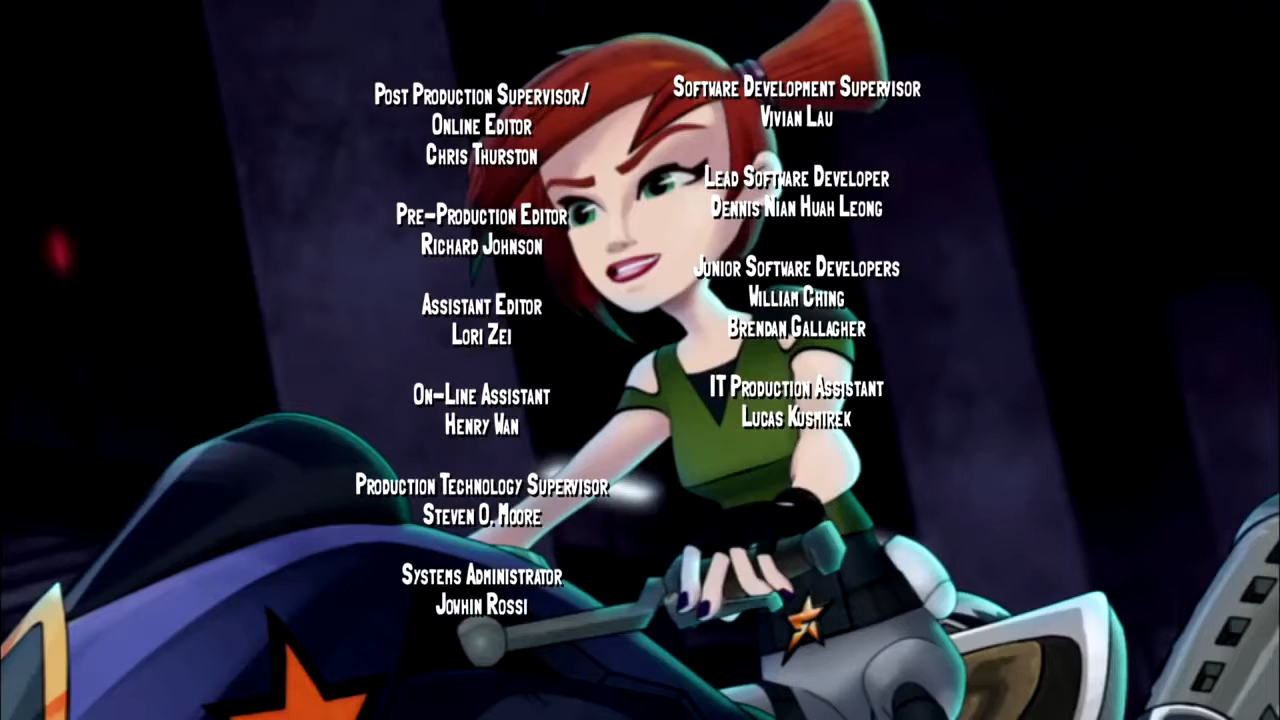 Post Production Supervisor/
Online Editor
Chris Thurston
Pre-Production Editor
Richard Johnson
Assistant Editor
Lori Zei
On-Line Assistant
Henry Wan
Production Technology Supervisor
Steven O. Moore
Systems Administrator
Jowhin Rossi
Software Development Supervisor
Vivian Lau
Lead Software Developer
Dennis Nian Huah Leong
Junior Software Developers
William Ching
Brendan Gallagher
IT Production Assistant
Lucas Kusmirek